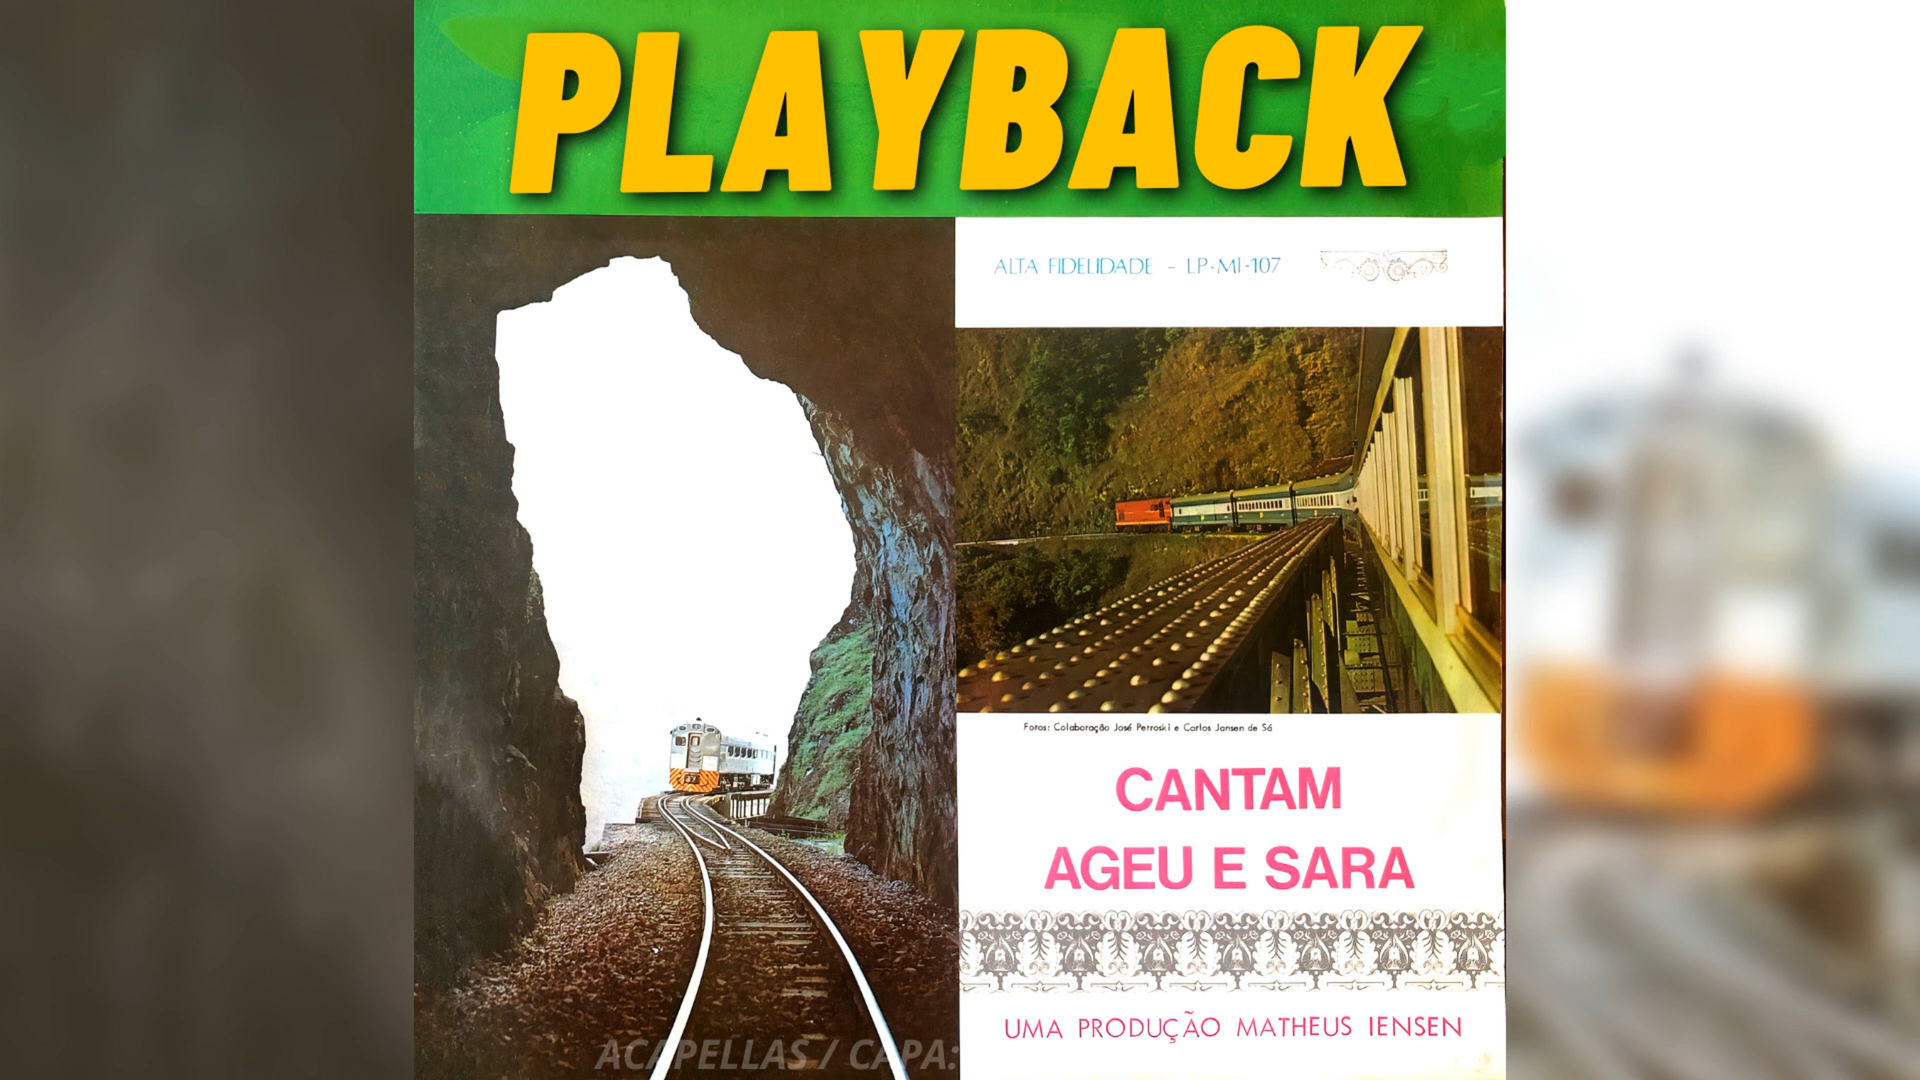 PLAYBACK
ALTA FIDELIDADE - LP-MI-107
Fotos: Colaboração José Petroski e Carlos Jansen de Sá
CANTAM
AGEU E SARA
UMA PRODUÇÃO MATHEUS IENSEN
ACAPELLAS / CAPA: